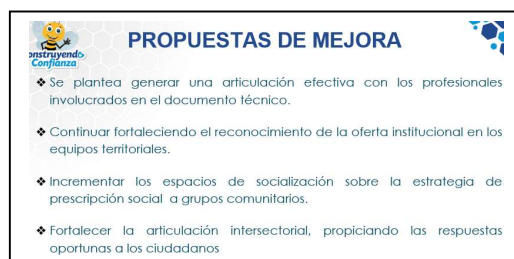 PROPUESTAS DE MEJORA
onstruyendo
Confianza
❖ Se plantea generar una articulación efectiva con los profesionales
involucrados en el documento técnico.
❖ Continuar fortaleciendo el reconocimiento de la oferta institucional en los
equipos territoriales.
❖ Incrementar los espacios de socialización sobre la estrategia de
prescripción social a grupos comunitarios.
❖ Fortalecer la articulación intersectorial, propiciando las respuestas
oportunas a los ciudadanos